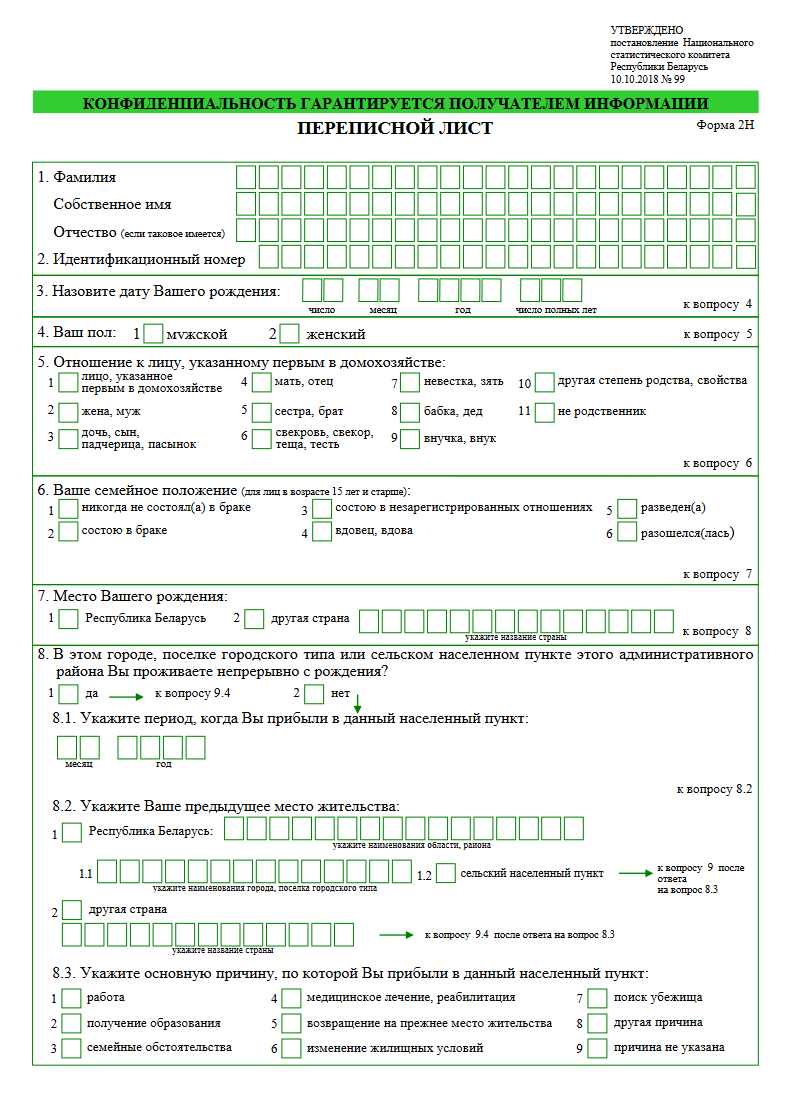 УТВЕРЖДЕНО
постановление Национального
статистического комитета
Республики Беларусь
10.10.2018 № 99
КОНФИДЕНЦИАЛЬНОСТЬ ГАРАНТИРУЕТСЯ ПОЛУЧАТЕЛЕМ ИНФОРМАЦИИ
ПЕРЕПИСНОЙ ЛИСТ
Форма 2Н
1. Фамилия
Собственное имя
Отчество (если таковое имеется)
2. Идентификационный номер
3. Назовите дату Вашего рождения:
число месяц год число полных лет
к вопросу 4
4. Ваш пол: 1 мужской 2 женский к вопросу 5
5. Отношение к лицу, указанному первым в домохозяйстве:
1 лицо, указанное первым в домохозяйстве 4 мать, отец 7 невестка, зять 10 другая степень родства, свойства
2 жена, муж 5 сестра, брат 8 бабка, дед 11 не родственник
3 дочь, сын, падчерица, пасынок 6 свекровь, свекор, теща, тесть 9 внучка, внук
к вопросу 6
6. Ваше семейное положение (для лиц в возрасте 15 лет и старше):
1 никогда не состоял(а) в браке 3 состою в незарегистрированных отношениях 5 разведен(а)
2 состою в браке 4 вдовец, вдова 6 разошелся(лась)
к вопросу 7
7. Место Вашего рождения:
1 Республика Беларусь 2 другая страна
укажите название страны
к вопросу 8
8. В этом городе, поселке городского типа или сельском населенном пункте этого административного
района Вы проживаете непрерывно с рождения?
1 да к вопросу 9.4 2 нет
8.1. Укажите период, когда Вы прибыли в данный населенный пункт:
месяц год
к вопросу 8.2
8.2. Укажите Ваше предыдущее место жительства:
1 Республика Беларусь:
укажите наименования области, района
1.1 1.2 сельский населенный пункт
укажите наименования города, поселка городского типа
к вопросу 9 после
ответа
на вопрос 8.3
2 другая страна
укажите название страны
к вопросу 9.4 после ответа на вопрос 8.3
8.3. Укажите основную причину, по которой Вы прибыли в данный населенный пункт:
1 работа 4 медицинское лечение, реабилитация 7 поиск убежища
2 получение образования 5 возвращение на прежнее место жительства 8 другая причина
3 семейные обстоятельства 6 изменение жилищных условий 9 причина не указана